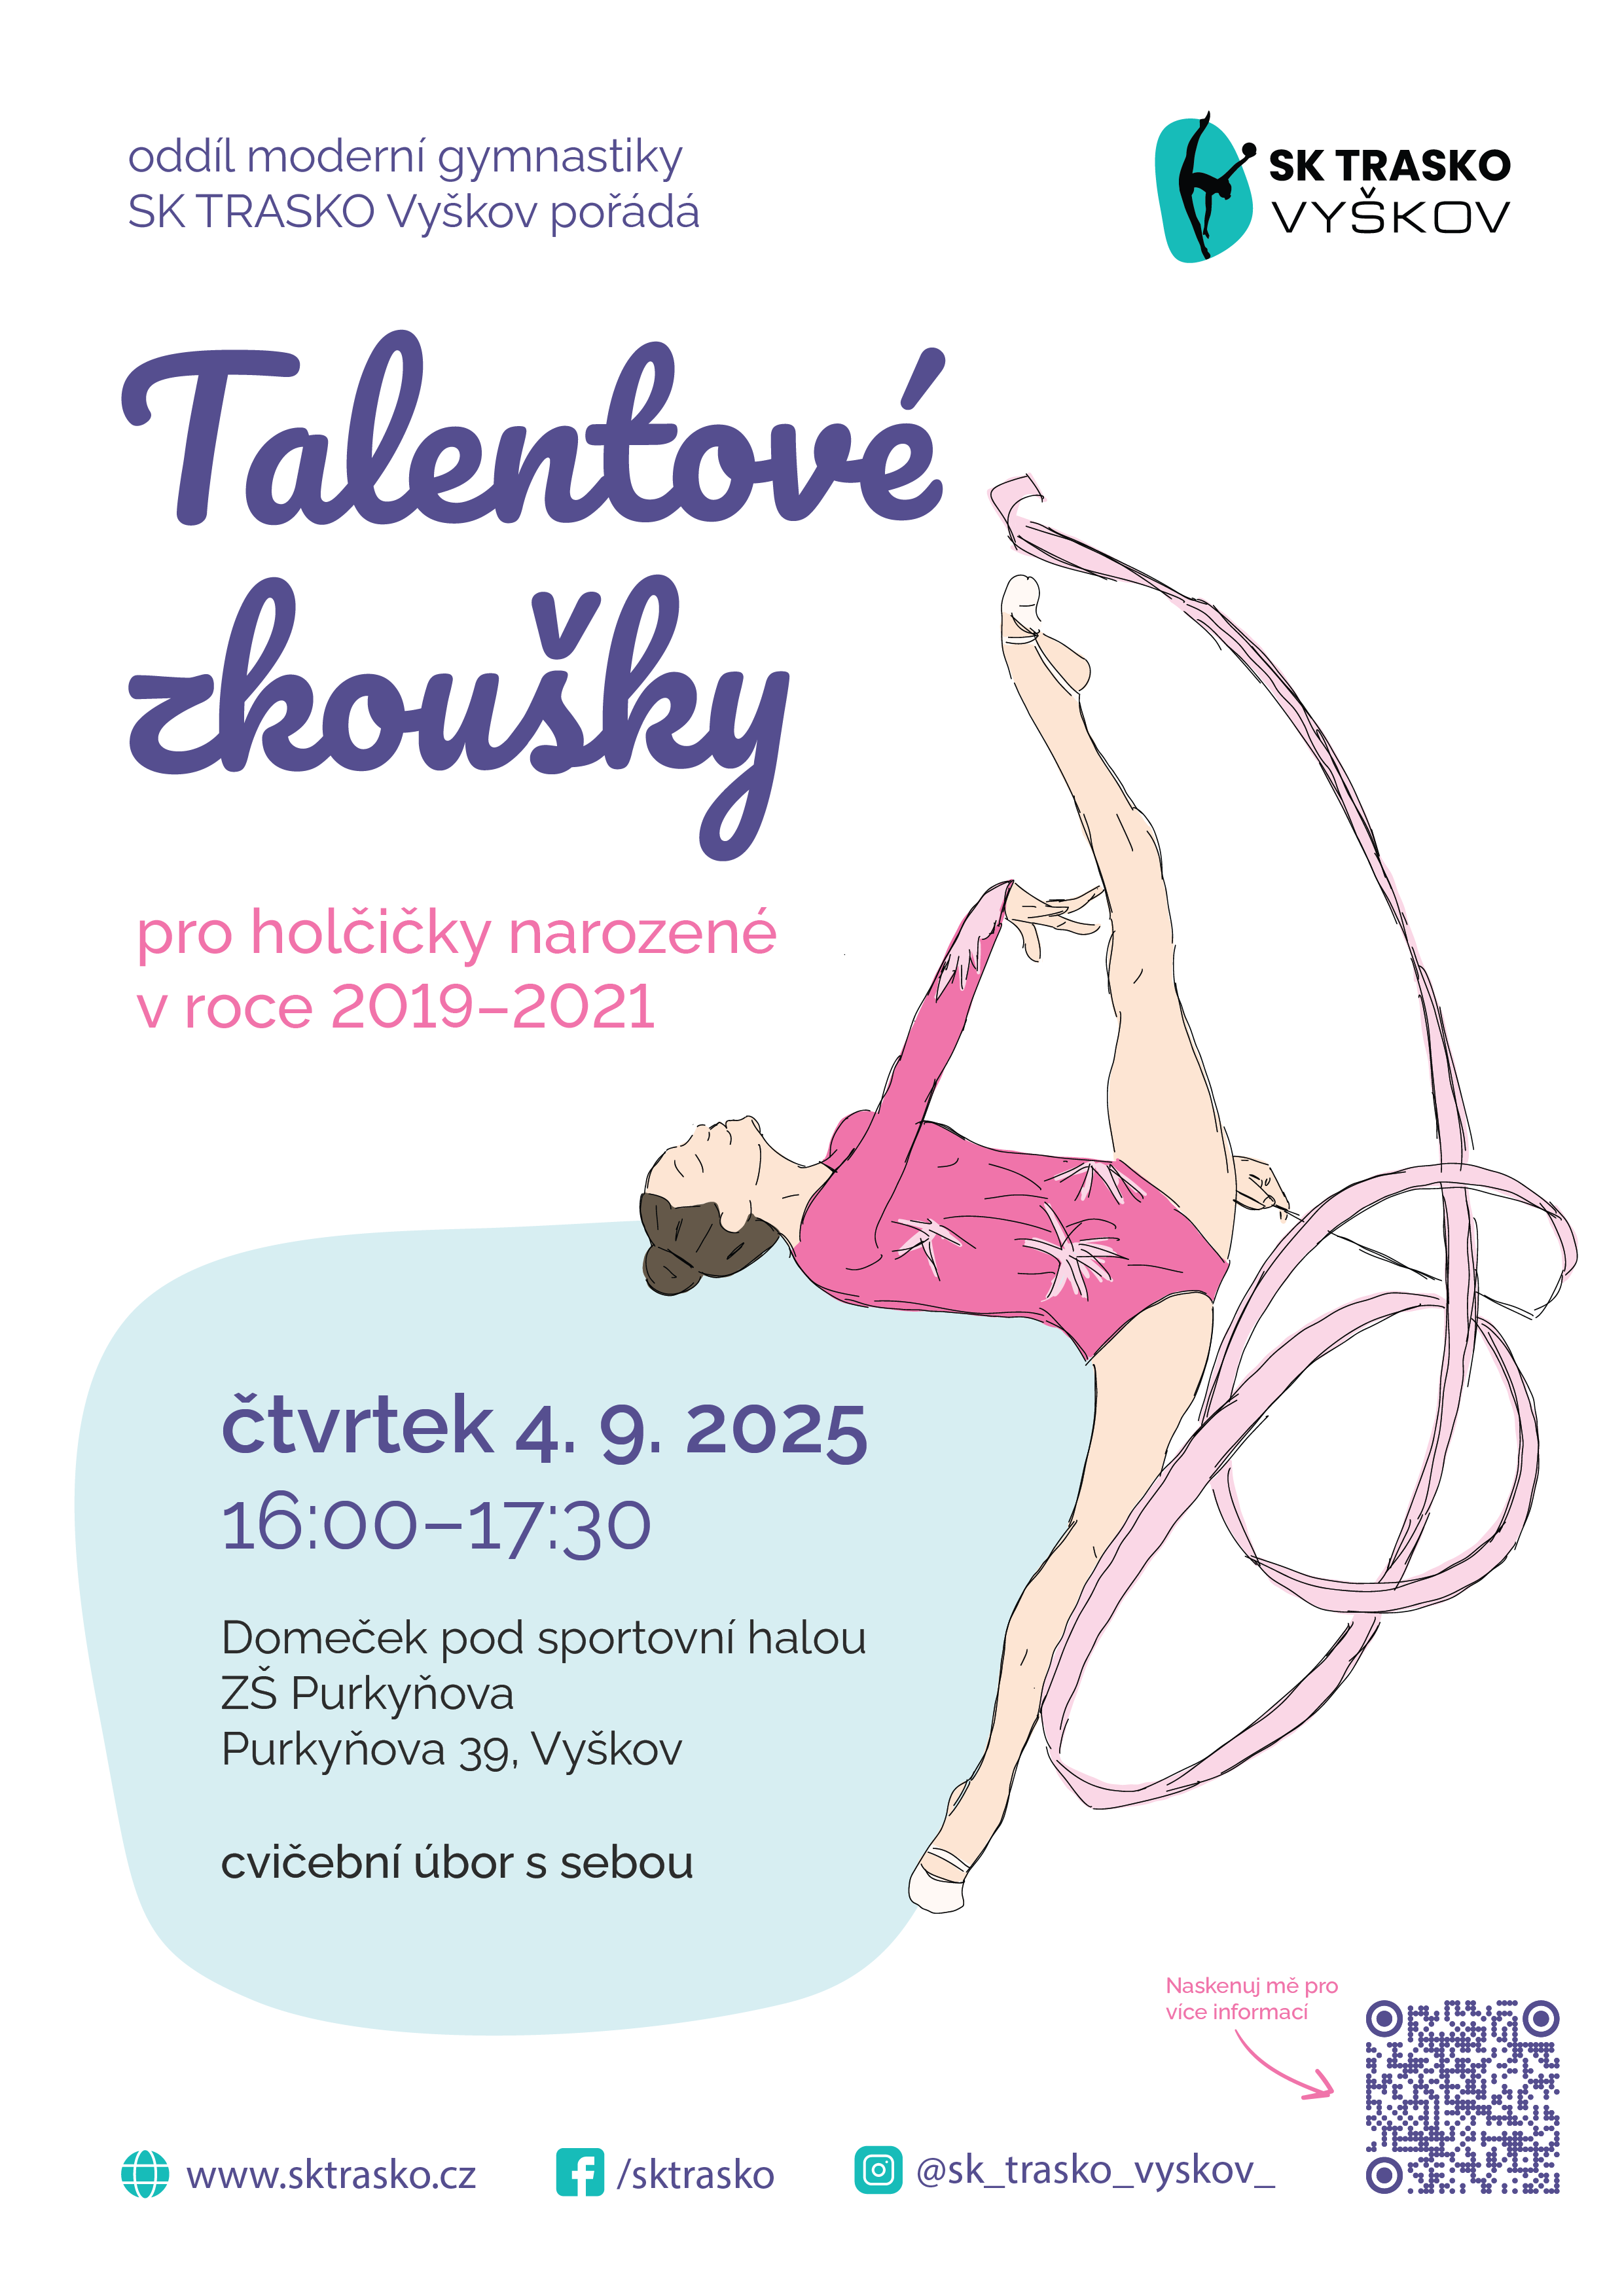 oddíl moderní gymnastiky
SK TRASKO Vyškov pořádá
SK TRASKO
VYŠKOV
Talentové
zkoušky
pro holčičky narozené
v roce 2019–2021
čtvrtek 4. 9. 2025
16:00–17:30
Domeček pod sportovní halou
ZŠ Purkyňova
Purkyňova 39, Vyškov
cvičební úbor s sebou
Naskenuj mě pro
více informací
www.sktrasko.cz
/sktrasko
@sk_trasko_vyskov_